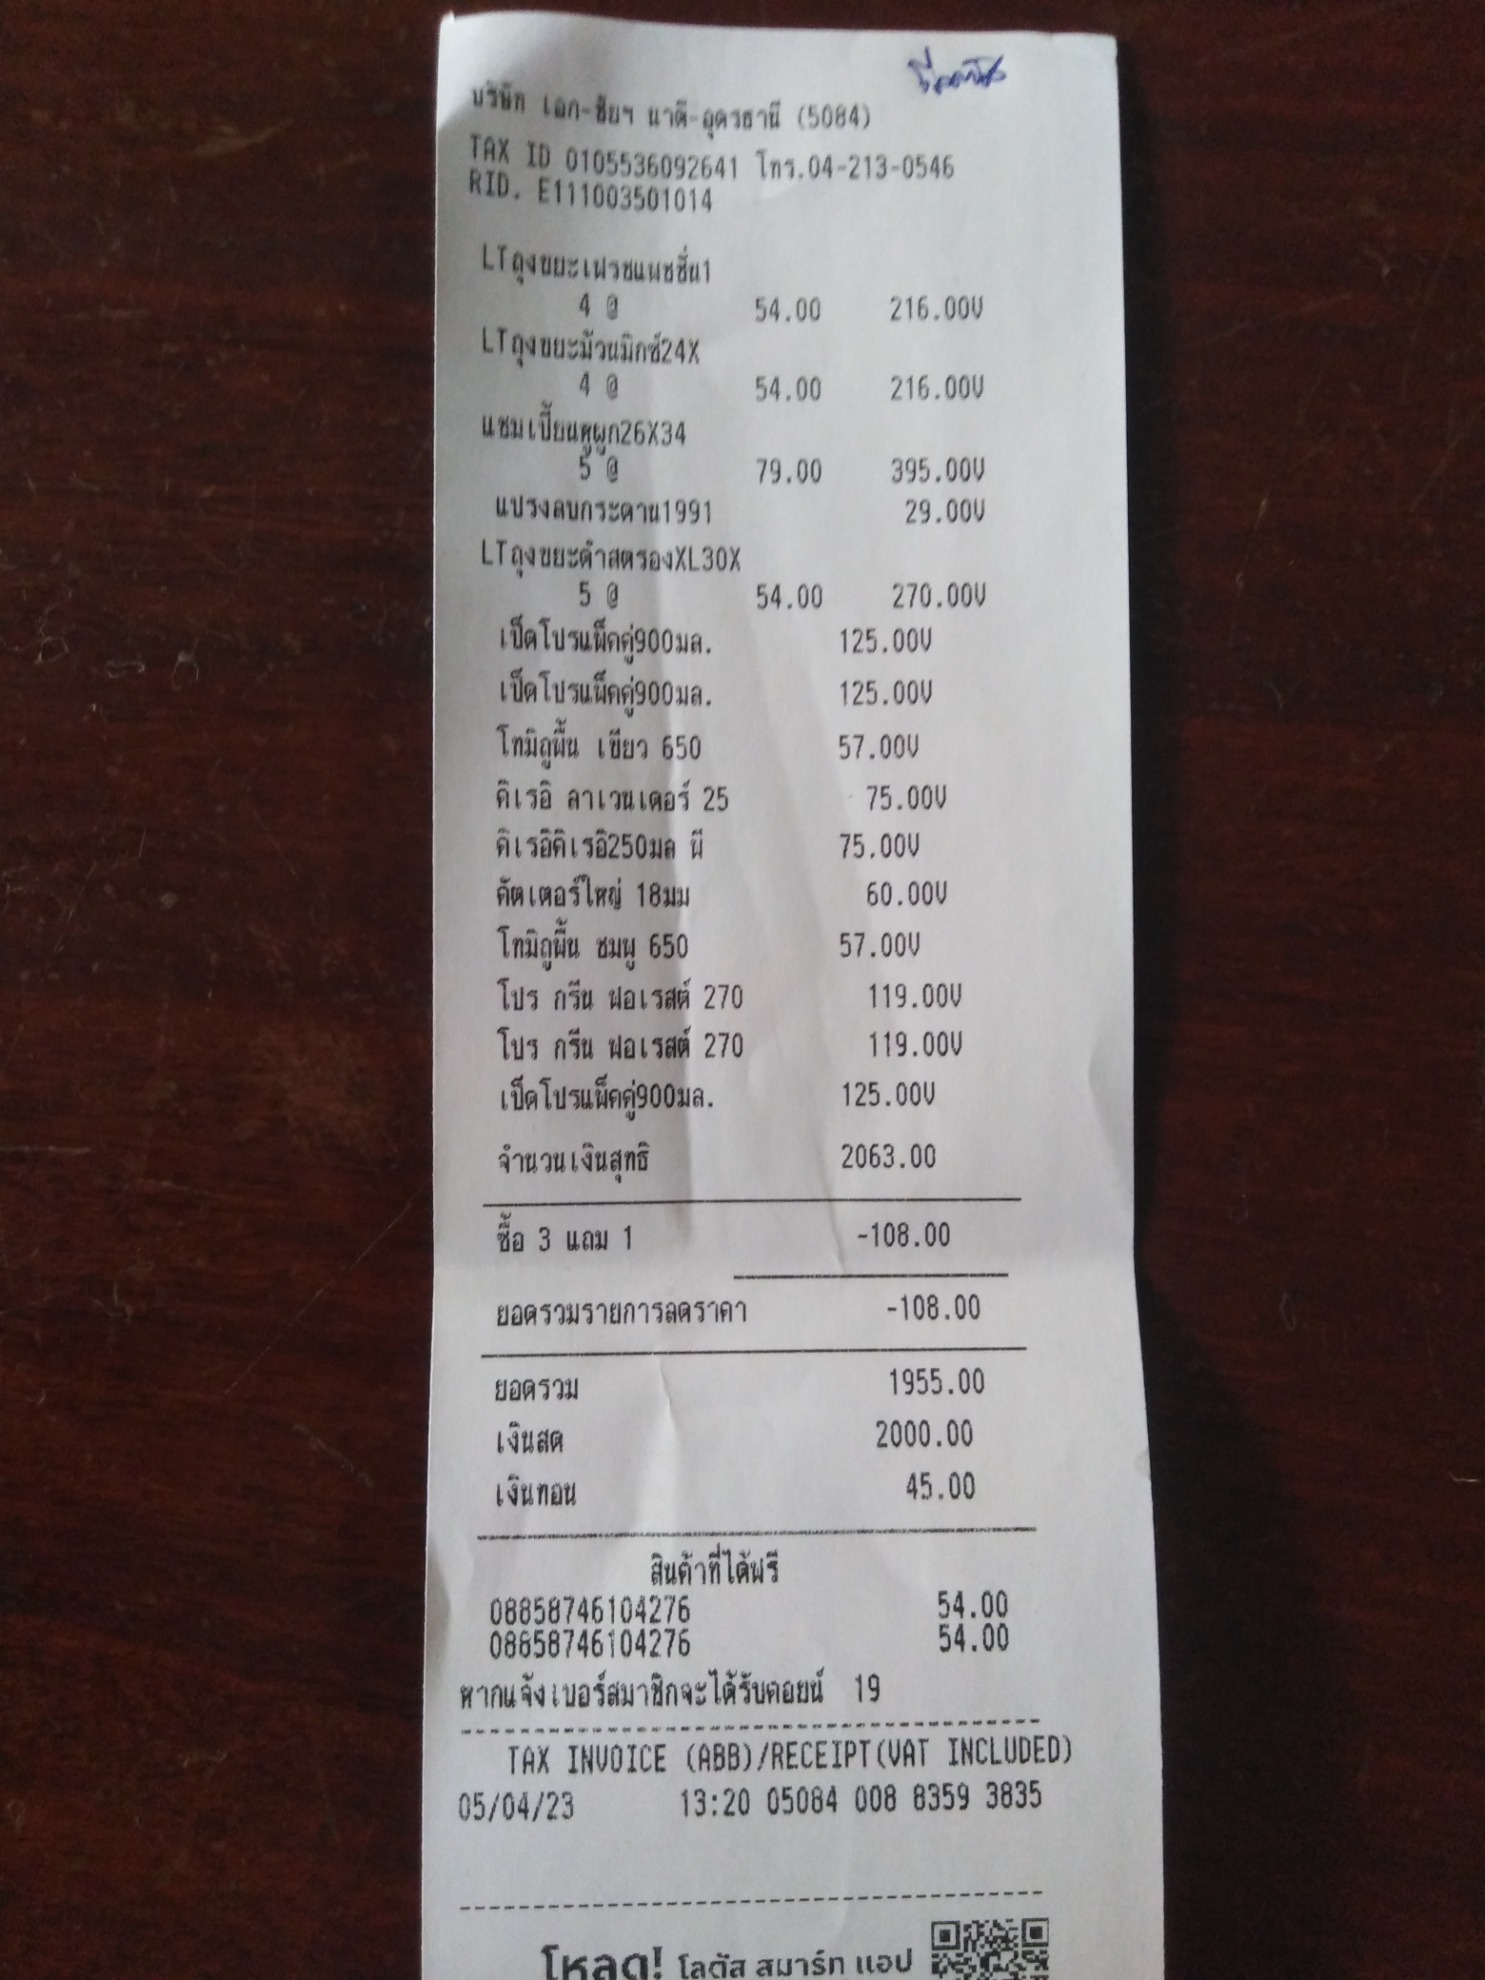 บริษัท เอก-ชัยฯ นาดี-อุดรธานี (5084)
TAX ID 0105536092641 โทร.04-213-0546
RID. E111003501014
LTถุงขยะเฟรชแพชชั่น1
4 @ 54.00 216.00V
LTถุงขยะม้วนมิกซ์24X
4 @ 54.00 216.00V
แชมเปี้ยนหูผูก26X34
5 @ 79.00 395.00V
แปรงลบกระดาน1991 29.00V
LTถุงขยะดำสตรองXL30X
5 @ 54.00 270.00V
เป็ดโปรแพ็คคู่900มล. 125.00V
เป็ดโปรแพ็คคู่900มล. 125.00V
โทมิถูพื้น เขียว 650 57.00V
คิเรอิ ลาเวนเดอร์ 25 75.00V
คิเรอิคิเรอิ250มล พี 75.00V
คัตเตอร์ใหญ่ 18มม 60.00V
โทมิถูพื้น ชมพู 650 57.00V
โปร กรีน ฟอเรสต์ 270 119.00V
โปร กรีน ฟอเรสต์ 270 119.00V
เป็ดโปรแพ็คคู่900มล. 125.00V
จำนวนเงินสุทธิ 2063.00
ซื้อ 3 แถม 1 -108.00
ยอดรวมรายการลดราคา -108.00
ยอดรวม 1955.00
เงินสด 2000.00
เงินทอน 45.00
สินค้าที่ได้ฟรี
08858746104276 54.00
08858746104276 54.00
หากแจ้งเบอร์สมาชิกจะได้รับคอยน์ 19
TAX INVOICE (ABB)/RECEIPT(VAT INCLUDED)
05/04/23 13:20 05084 008 8359 3835
โหลด! โลตัส สมาร์ท แอป